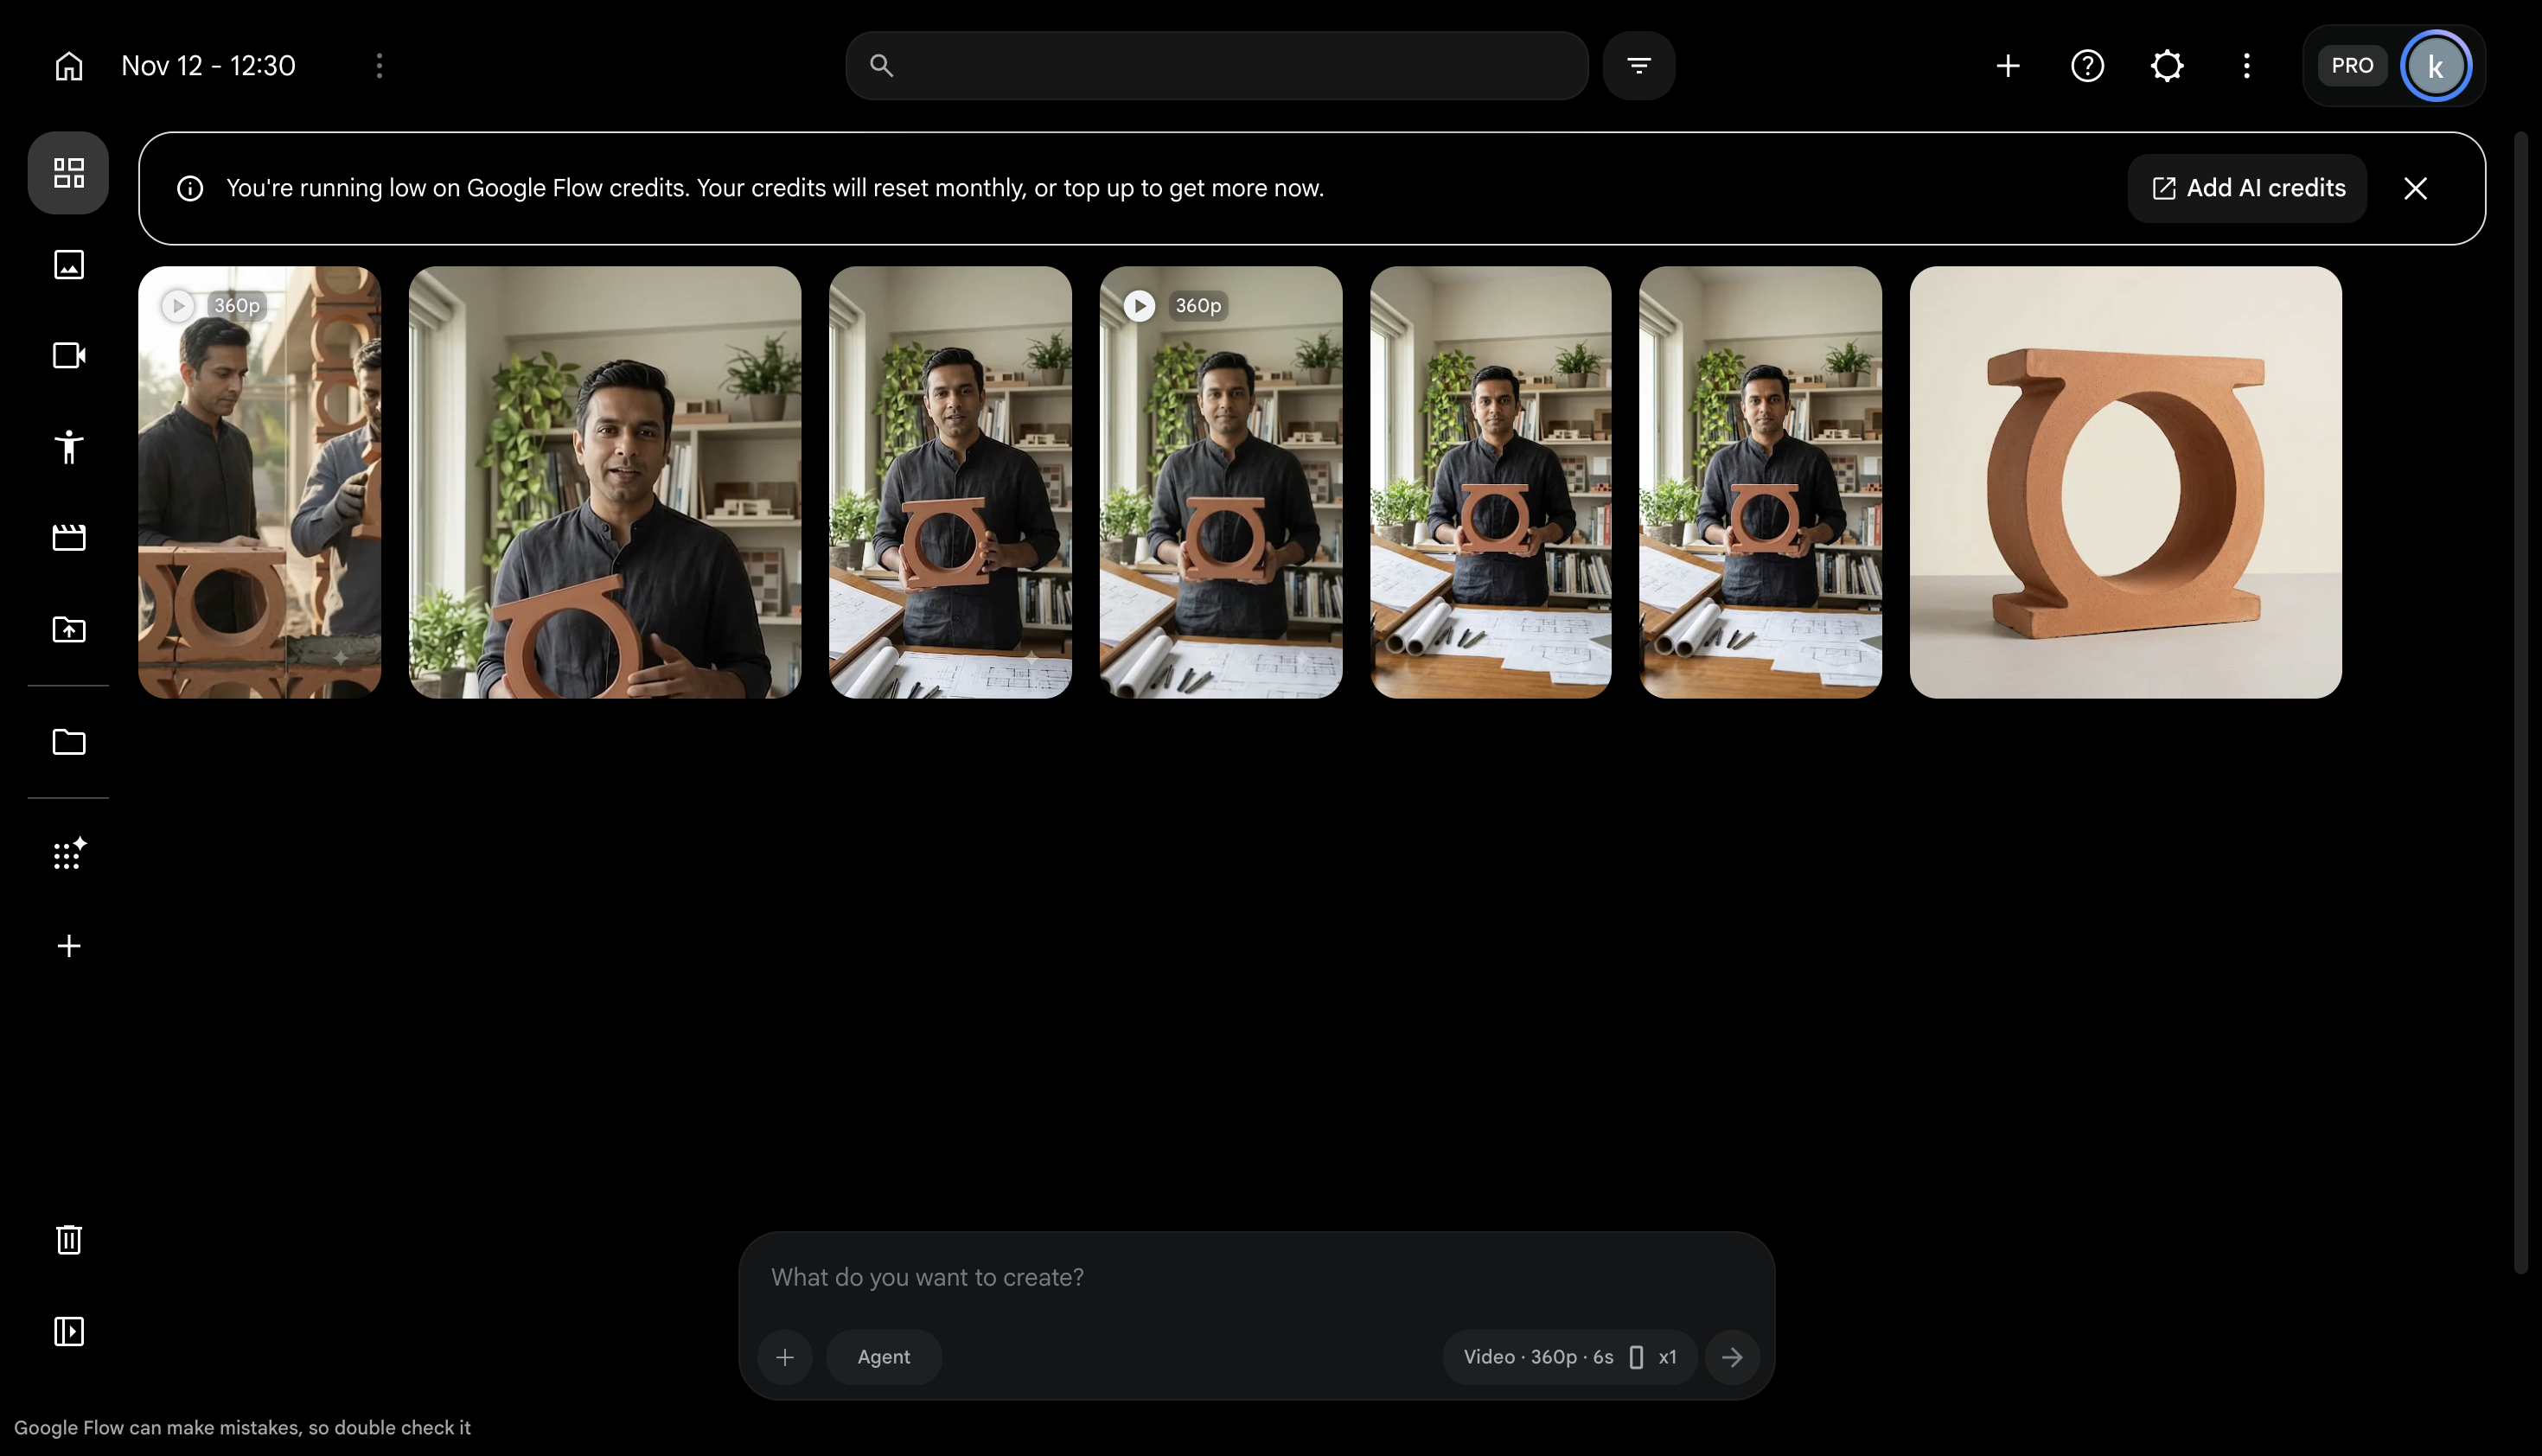 Nov 12 - 12:30
PRO
k
You're running low on Google Flow credits. Your credits will reset monthly, or top up to get more now.
Add AI credits
360p
360p
What do you want to create?
Agent
Video · 360p · 6s x1
Google Flow can make mistakes, so double check it